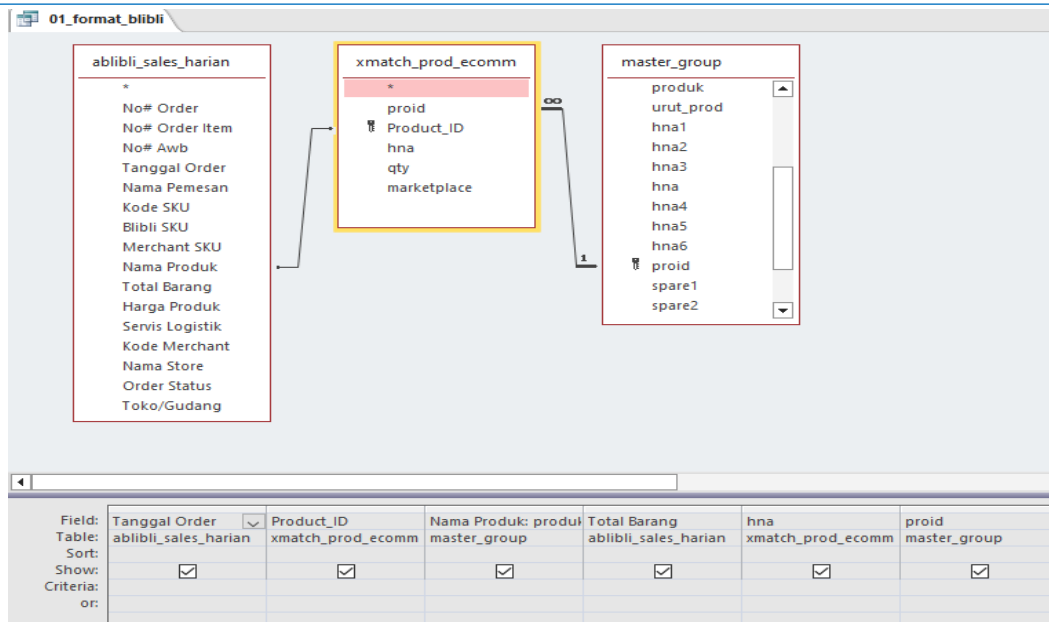 01_format_blibli
ablibli_sales_harian
*
No# Order
No# Order Item
No# Awb
Tanggal Order
Nama Pemesan
Kode SKU
Blibli SKU
Merchant SKU
Nama Produk
Total Barang
Harga Produk
Servis Logistik
Kode Merchant
Nama Store
Order Status
Toko/Gudang
xmatch_prod_ecomm
*
proid
Product_ID
hna
qty
marketplace
∞
1
master_group
produk
urut_prod
hna1
hna2
hna3
hna
hna4
hna5
hna6
proid
spare1
spare2
Field: Tanggal Order Product_ID Nama Produk: produk Total Barang hna proid
Table: ablibli_sales_harian xmatch_prod_ecomm master_group ablibli_sales_harian xmatch_prod_ecomm master_group
Sort:
Show:
Criteria:
or: